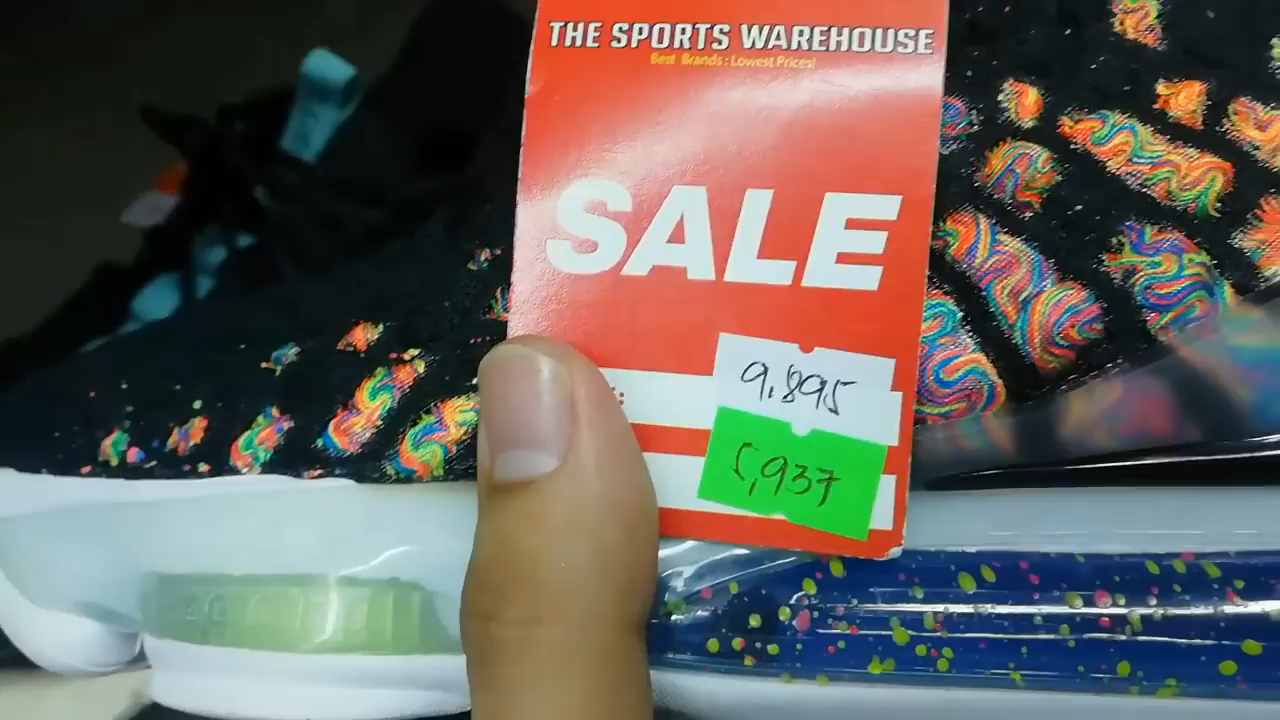 THE SPORTS WAREHOUSE
Best Brands : Lowest Prices!
SALE
9,895
5,937